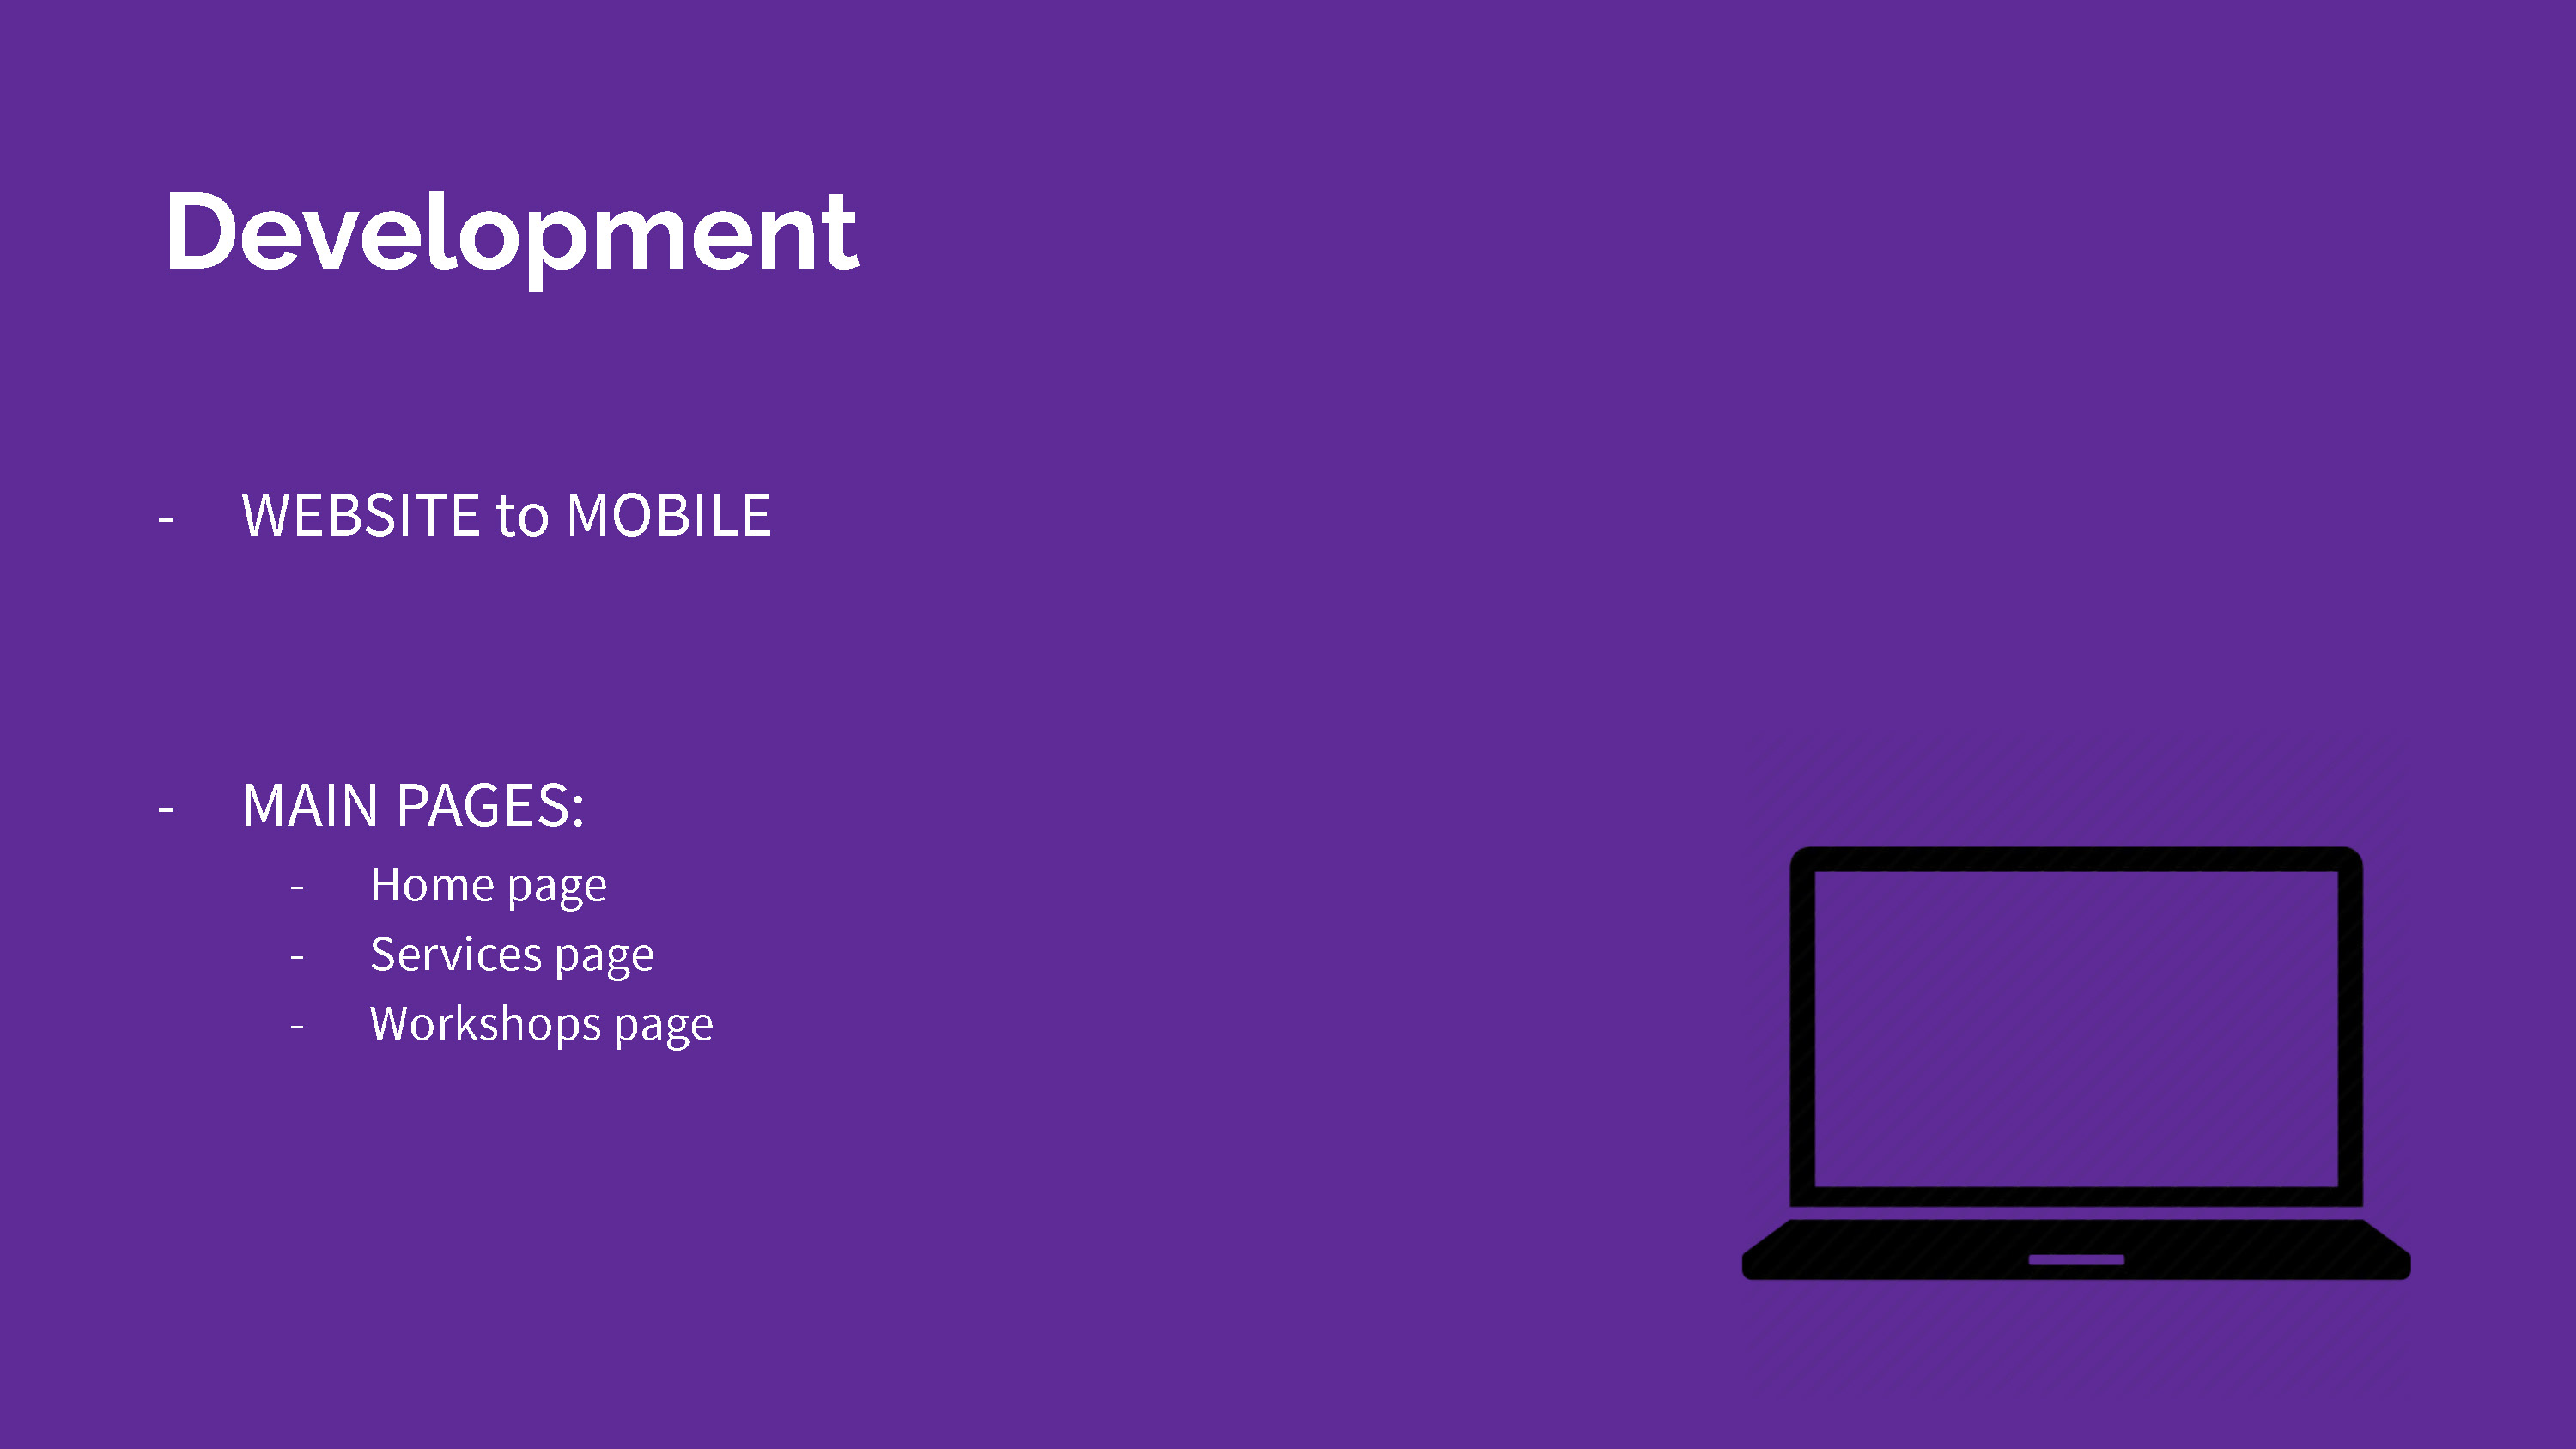 Development
- WEBSITE to MOBILE
- MAIN PAGES:
- Home page
- Services page
- Workshops page